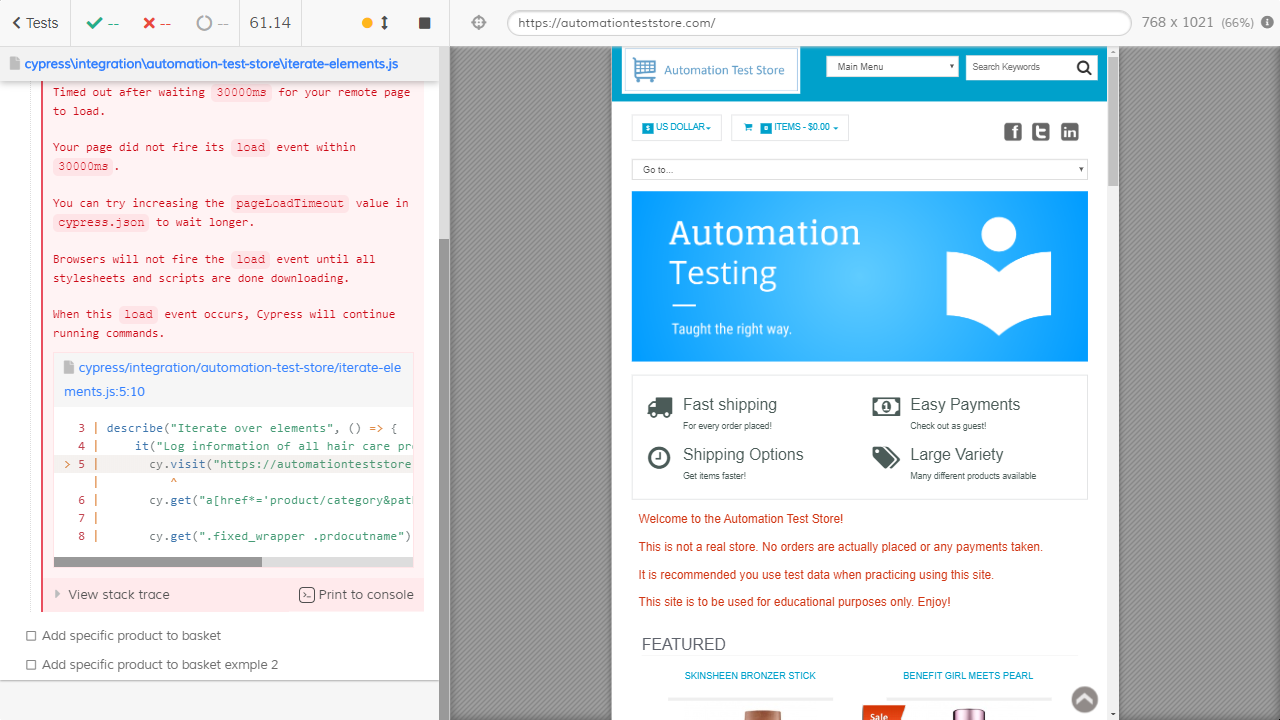 Tests
--
--
--
61.14
https://automationteststore.com/
768 x 1021 (66%)
cypress\integration\automation-test-store\iterate-elements.js
Timed out after waiting 30000ms for your remote page
to load.
Your page did not fire its load event within
30000ms.
You can try increasing the pageLoadTimeout value in
cypress.json to wait longer.
Browsers will not fire the load event until all
stylesheets and scripts are done downloading.
When this load event occurs, Cypress will continue
running commands.
cypress/integration/automation-test-store/iterate-ele
ments.js:5:10
3 | describe("Iterate over elements", () => {
4 |     it("Log information of all hair care pr
> 5 |       cy.visit("https://automationteststore
|          ^
6 |       cy.get("a[href*='product/category&pat
7 |
8 |       cy.get(".fixed_wrapper .prdocutname")
View stack trace
Print to console
Add specific product to basket
Add specific product to basket exmple 2
Automation Test Store
Main Menu
Search Keywords
$ US DOLLAR
0 ITEMS - $0.00
Go to...
Automation
Testing
Taught the right way.
Fast shipping
For every order placed!
Easy Payments
Check out as guest!
Shipping Options
Get items faster!
Large Variety
Many different products available
Welcome to the Automation Test Store!
This is not a real store. No orders are actually placed or any payments taken.
It is recommended you use test data when practicing using this site.
This site is to be used for educational purposes only. Enjoy!
FEATURED
SKINSHEEN BRONZER STICK
BENEFIT GIRL MEETS PEARL
Sale